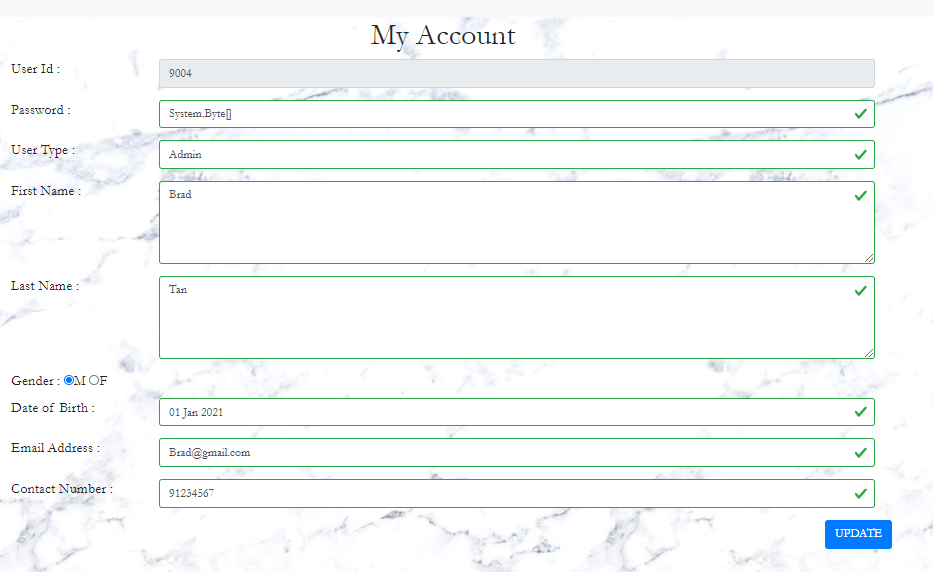 My Account
User Id :
9004
Password :
System.Byte[]
User Type :
Admin
First Name :
Brad
Last Name :
Tan
Gender : M F
Date of Birth :
01 Jan 2021
Email Address :
Brad@gmail.com
Contact Number :
91234567
UPDATE